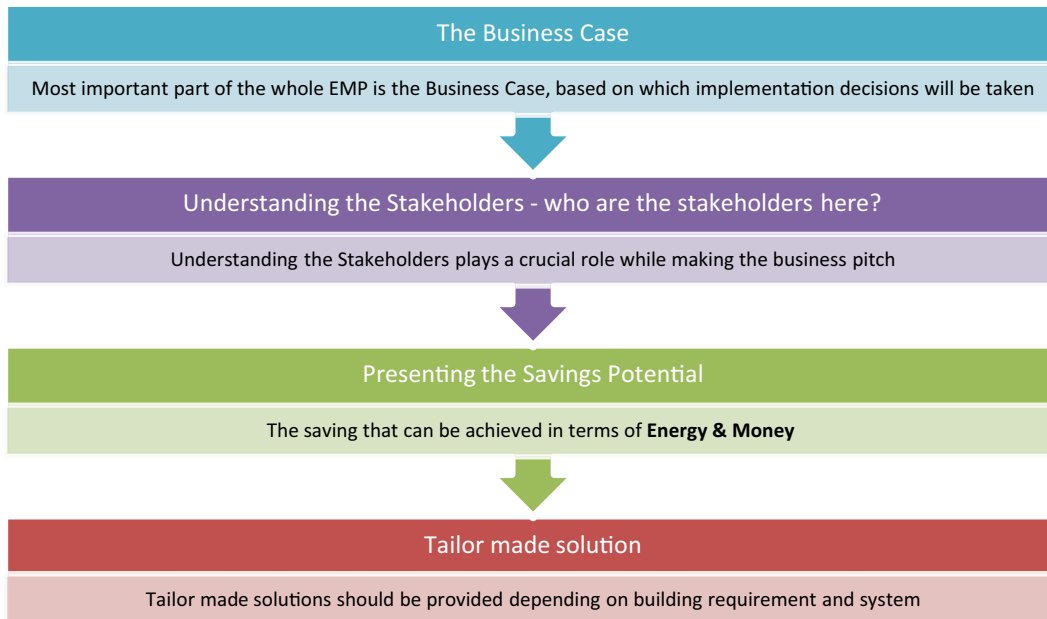 The Business Case
Most important part of the whole EMP is the Business Case, based on which implementation decisions will be taken
Understanding the Stakeholders - who are the stakeholders here?
Understanding the Stakeholders plays a crucial role while making the business pitch
Presenting the Savings Potential
The saving that can be achieved in terms of Energy & Money
Tailor made solution
Tailor made solutions should be provided depending on building requirement and system